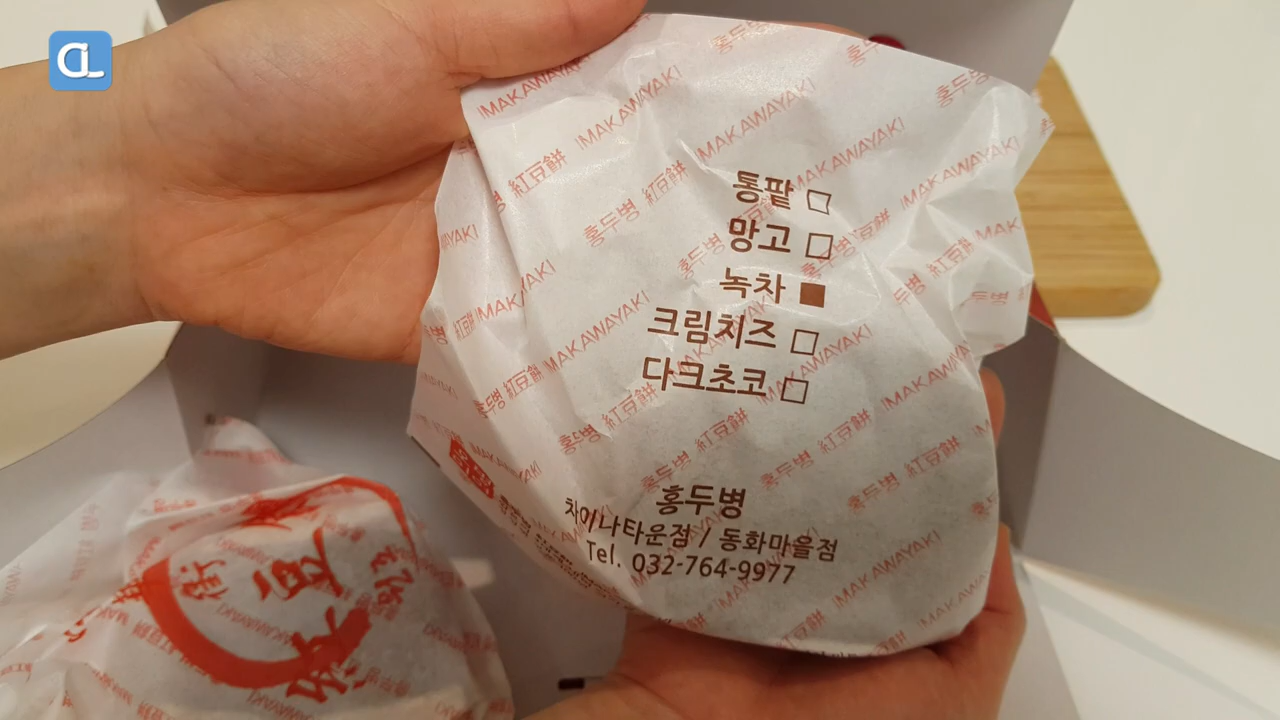 CiL
IMAKAWAYAKI
홍두병 紅豆餠
통팥 □
망고 □
녹차 ■
크림치즈 □
다크초코 □
홍두병
차이나타운점 / 동화마을점
Tel. 032-764-9977